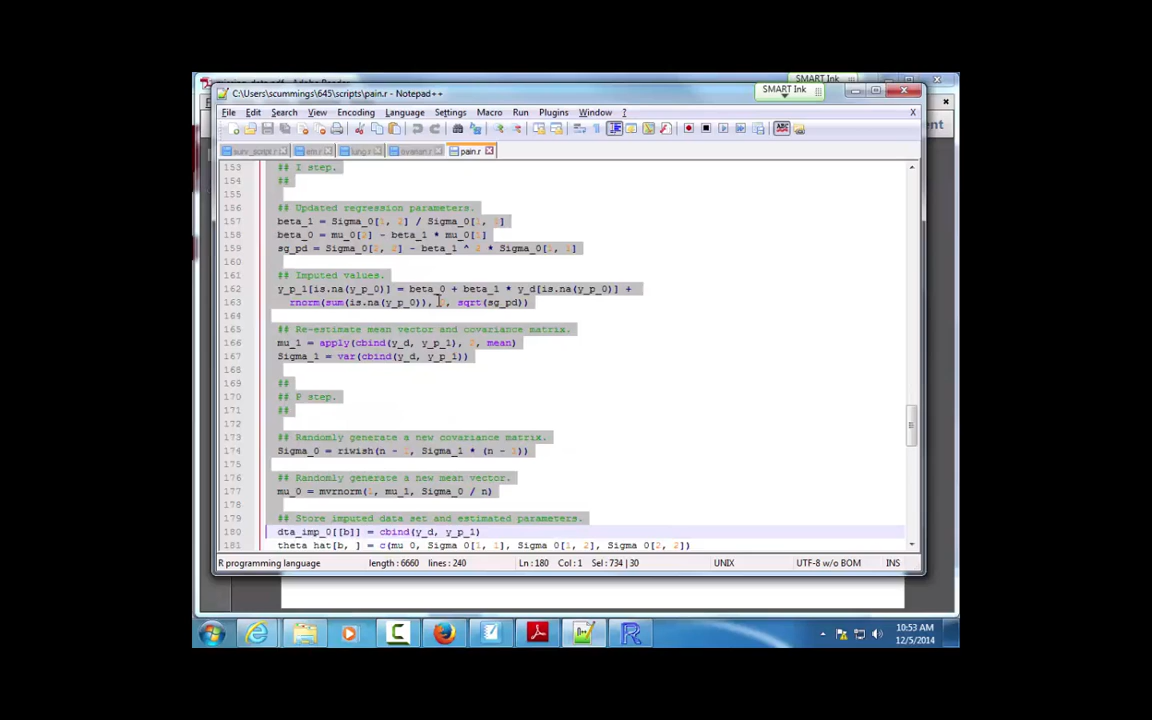 SMART Ink
C:\Users\scummings\645\scripts\pain.r - Notepad++
SMART Ink
File Edit Search View Encoding Language Settings Macro Run Plugins Window ?
X
surv_script.r
lung.r
ovarian.r
pain.r
153 ## I step.
154 ##
155
156 ## Updated regression parameters.
157 beta_1 = Sigma_0[1, 2] / Sigma_0[1, 1]
158 beta_0 = mu_0[2] - beta_1 * mu_0[1]
159 sg_pd = Sigma_0[2, 2] - beta_1 ^ 2 * Sigma_0[1, 1]
160
161 ## Imputed values.
162 y_p_1[is.na(y_p_0)] = beta_0 + beta_1 * y_d[is.na(y_p_0)] +
163 rnorm(sum(is.na(y_p_0)), , sqrt(sg_pd))
164
165 ## Re-estimate mean vector and covariance matrix.
166 mu_1 = apply(cbind(y_d, y_p_1), 2, mean)
167 Sigma_1 = var(cbind(y_d, y_p_1))
168
169 ##
170 ## P step.
171 ##
172
173 ## Randomly generate a new covariance matrix.
174 Sigma_0 = riwish(n - , Sigma_1 * (n - ))
175
176 ## Randomly generate a new mean vector.
177 mu_0 = mvrnorm(1, mu_1, Sigma_0 / n)
178
179 ## Store imputed data set and estimated parameters.
180 dta_imp_0[[b]] = cbind(y_d, y_p_1)
181 theta_hat[b, ] = c(mu_0, Sigma_0[1, 1], Sigma_0[1, 2], Sigma_0[2, 2])
R programming language length: 6660 lines: 240 Ln: 180 Col: 1 Sel: 734 | 30 UNIX UTF-8 w/o BOM INS
10:53 AM
12/5/2014